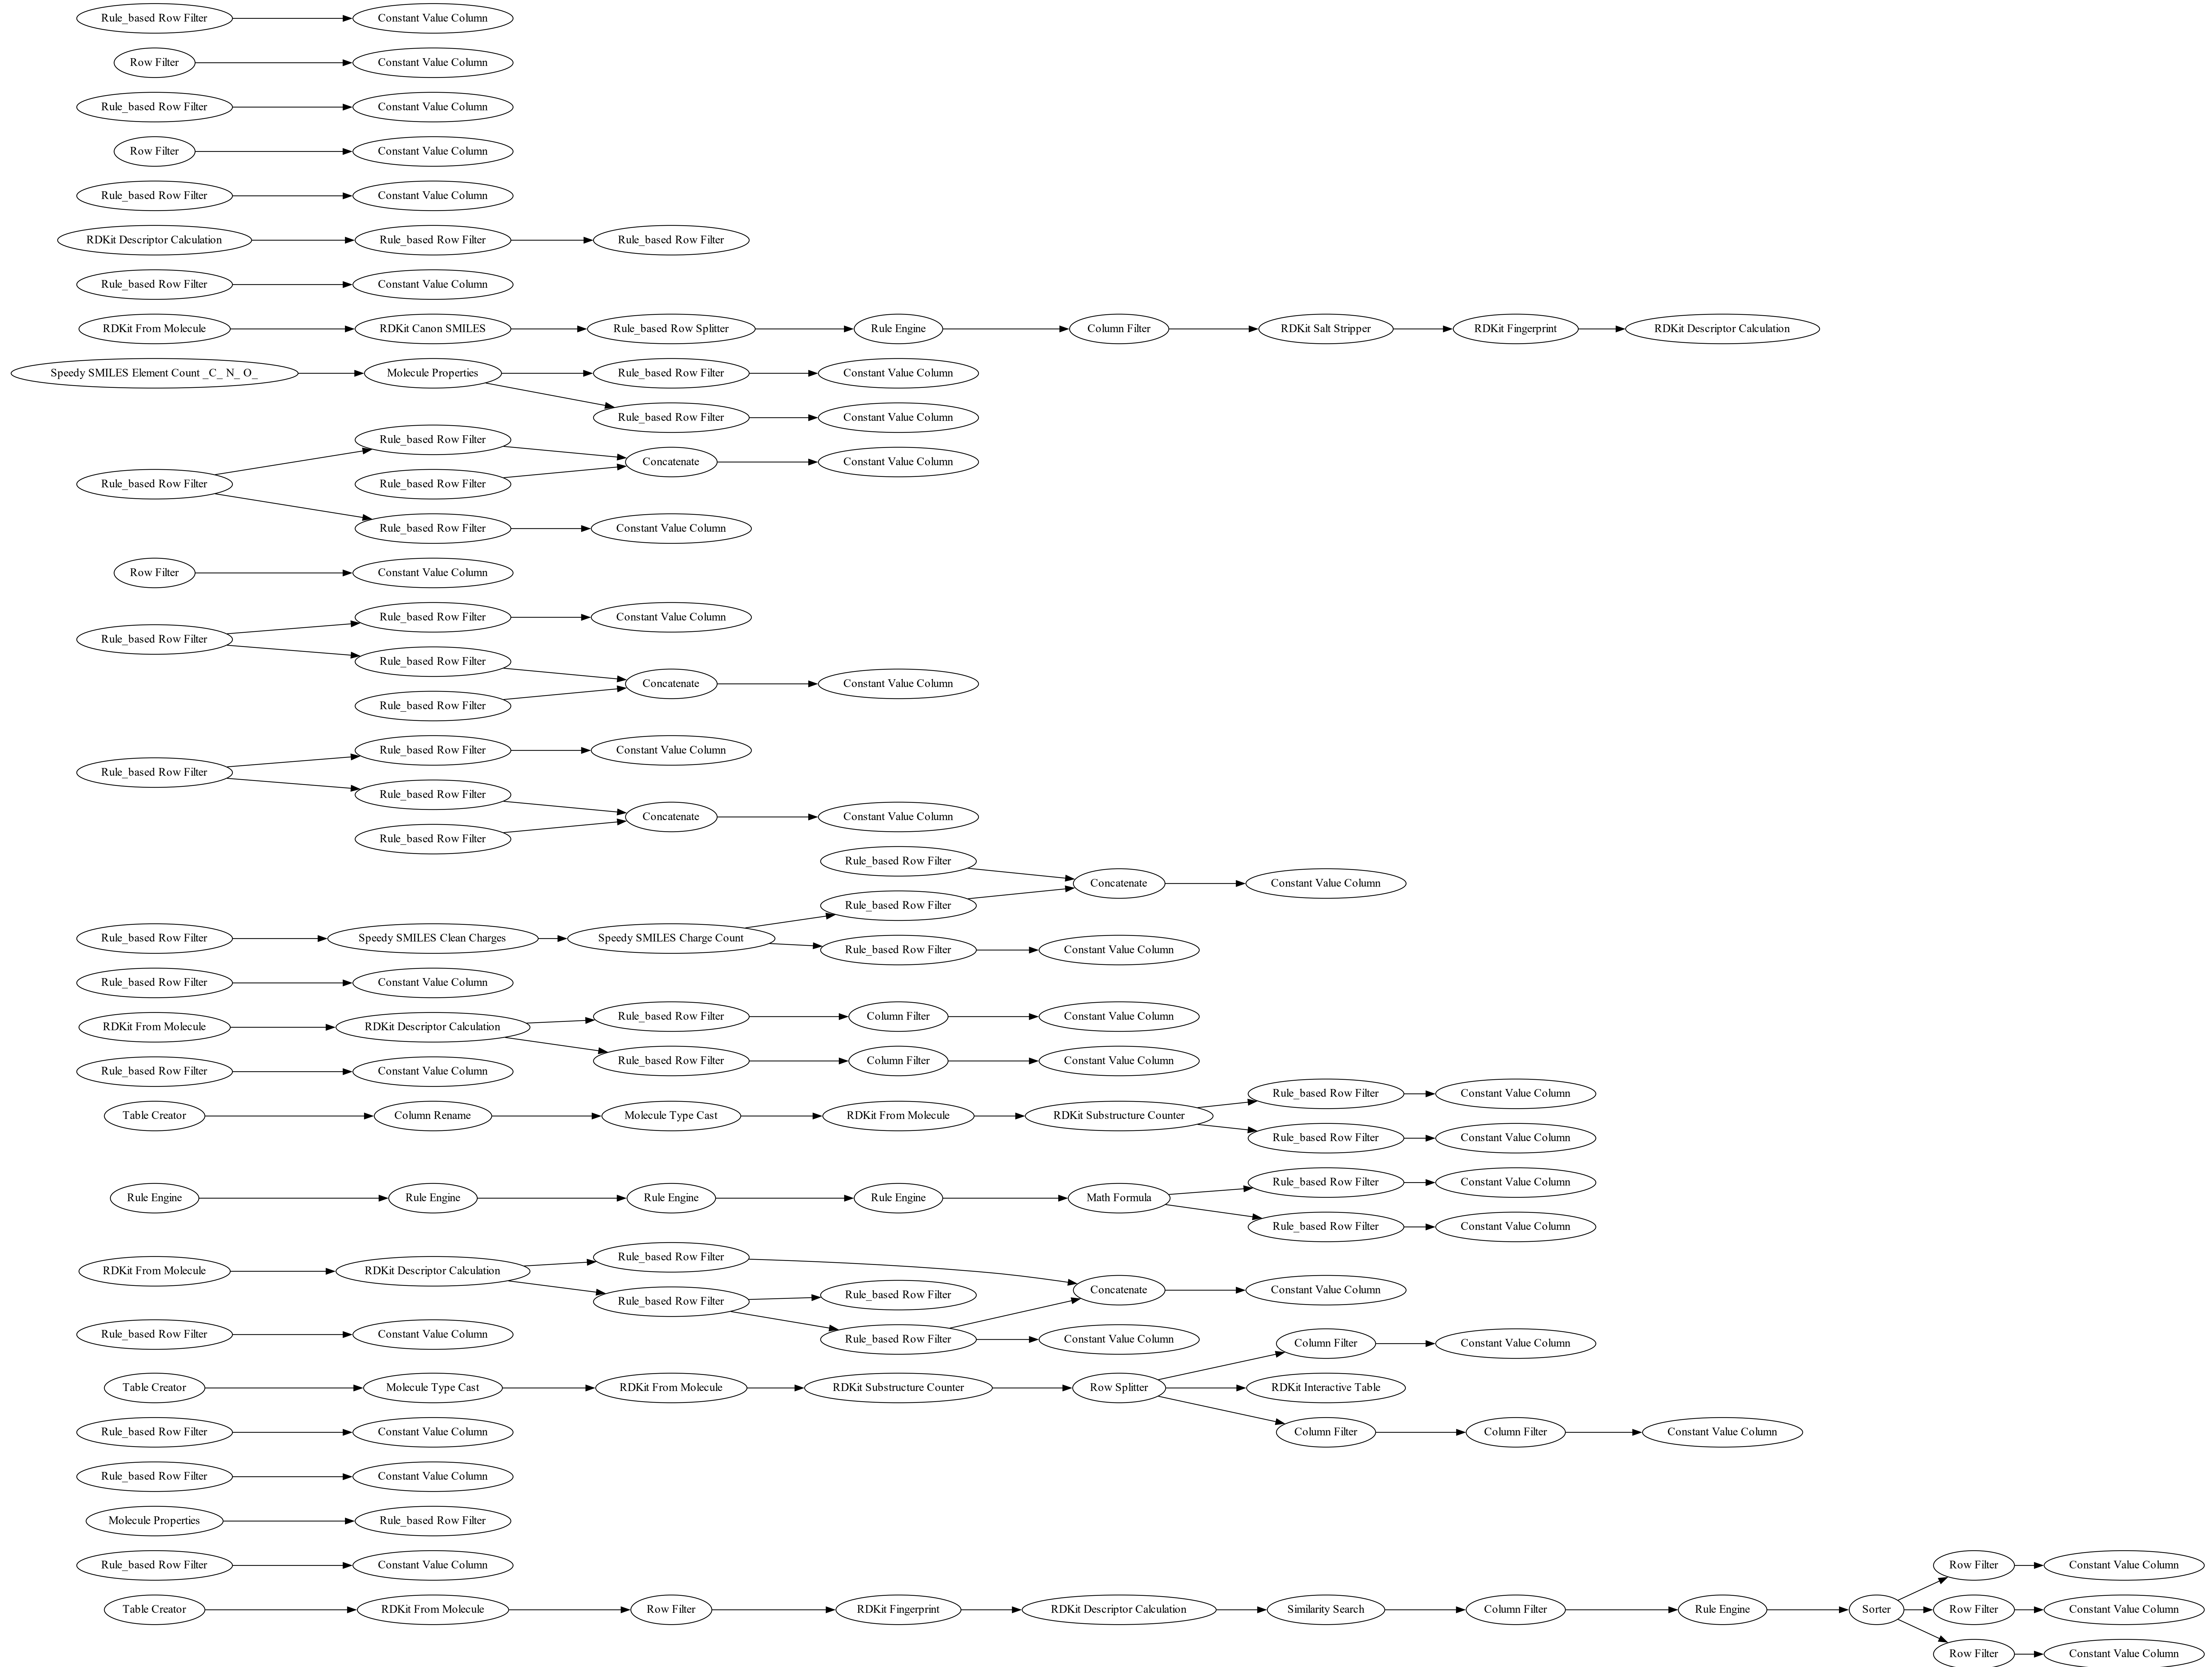 Rule_based Row Filter
Constant Value Column
Row Filter
Constant Value Column
Rule_based Row Filter
Constant Value Column
Row Filter
Constant Value Column
Rule_based Row Filter
Constant Value Column
RDKit Descriptor Calculation
Rule_based Row Filter
Rule_based Row Filter
Rule_based Row Filter
Constant Value Column
RDKit From Molecule
RDKit Canon SMILES
Rule_based Row Splitter
Rule Engine
Column Filter
RDKit Salt Stripper
RDKit Fingerprint
RDKit Descriptor Calculation
Speedy SMILES Element Count _C_ N_ O_
Molecule Properties
Rule_based Row Filter
Constant Value Column
Rule_based Row Filter
Constant Value Column
Rule_based Row Filter
Concatenate
Constant Value Column
Rule_based Row Filter
Rule_based Row Filter
Rule_based Row Filter
Constant Value Column
Row Filter
Constant Value Column
Rule_based Row Filter
Constant Value Column
Rule_based Row Filter
Rule_based Row Filter
Concatenate
Constant Value Column
Rule_based Row Filter
Rule_based Row Filter
Constant Value Column
Rule_based Row Filter
Rule_based Row Filter
Concatenate
Constant Value Column
Rule_based Row Filter
Rule_based Row Filter
Concatenate
Constant Value Column
Rule_based Row Filter
Rule_based Row Filter
Speedy SMILES Clean Charges
Speedy SMILES Charge Count
Rule_based Row Filter
Constant Value Column
Rule_based Row Filter
Constant Value Column
Rule_based Row Filter
Column Filter
Constant Value Column
RDKit From Molecule
RDKit Descriptor Calculation
Rule_based Row Filter
Column Filter
Constant Value Column
Rule_based Row Filter
Constant Value Column
Rule_based Row Filter
Constant Value Column
Table Creator
Column Rename
Molecule Type Cast
RDKit From Molecule
RDKit Substructure Counter
Rule_based Row Filter
Constant Value Column
Rule_based Row Filter
Constant Value Column
Rule Engine
Rule Engine
Rule Engine
Rule Engine
Math Formula
Rule_based Row Filter
Constant Value Column
Rule_based Row Filter
RDKit From Molecule
RDKit Descriptor Calculation
Rule_based Row Filter
Rule_based Row Filter
Concatenate
Constant Value Column
Rule_based Row Filter
Constant Value Column
Rule_based Row Filter
Constant Value Column
Column Filter
Constant Value Column
Table Creator
Molecule Type Cast
RDKit From Molecule
RDKit Substructure Counter
Row Splitter
RDKit Interactive Table
Rule_based Row Filter
Constant Value Column
Column Filter
Column Filter
Constant Value Column
Rule_based Row Filter
Constant Value Column
Molecule Properties
Rule_based Row Filter
Rule_based Row Filter
Constant Value Column
Row Filter
Constant Value Column
Table Creator
RDKit From Molecule
Row Filter
RDKit Fingerprint
RDKit Descriptor Calculation
Similarity Search
Column Filter
Rule Engine
Sorter
Row Filter
Constant Value Column
Row Filter
Constant Value Column